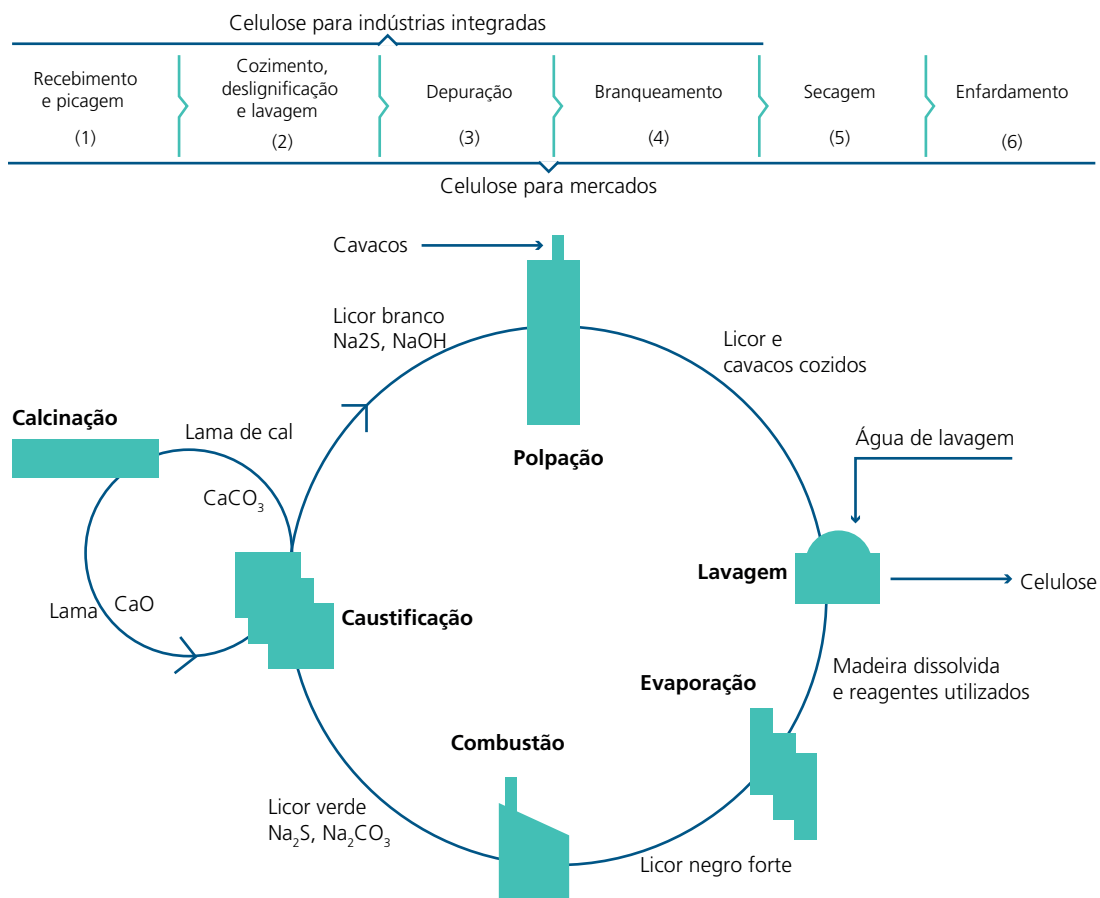 Celulose para indústrias integradas
Recebimento
e picagem
(1)
Cozimento,
deslignificação
e lavagem
(2)
Depuração
(3)
Branqueamento
(4)
Secagem
(5)
Enfardamento
(6)
Celulose para mercados
Cavacos
Licor branco
Na2S, NaOH
Licor e
cavacos cozidos
Calcinação
Lama de cal
Água de lavagem
Polpação
CaCO₃
Lavagem
Celulose
Lama
CaO
Caustificação
Madeira dissolvida
e reagentes utilizados
Evaporação
Combustão
Licor verde
Na₂S, Na₂CO₃
Licor negro forte